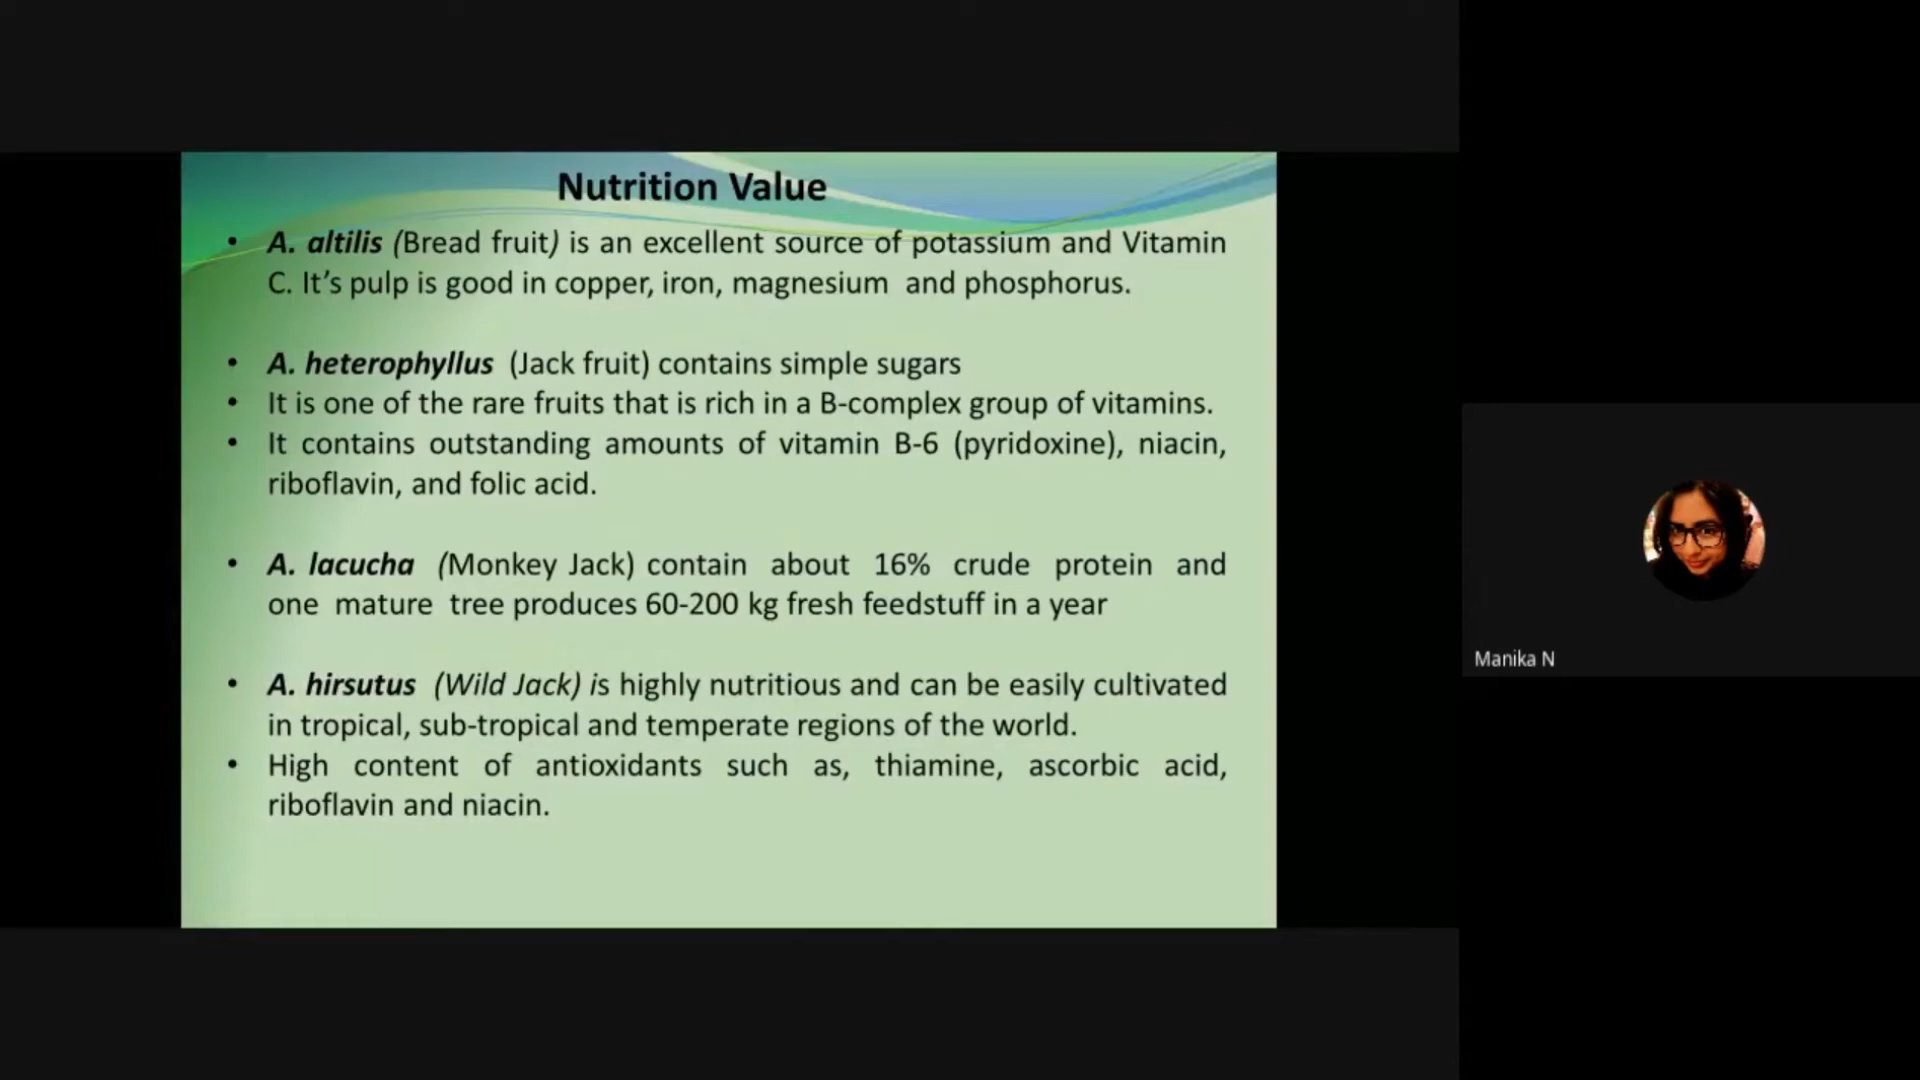 Nutrition Value
• A. altilis (Bread fruit) is an excellent source of potassium and Vitamin
C. It’s pulp is good in copper, iron, magnesium and phosphorus.
• A. heterophyllus (Jack fruit) contains simple sugars
• It is one of the rare fruits that is rich in a B-complex group of vitamins.
• It contains outstanding amounts of vitamin B-6 (pyridoxine), niacin,
riboflavin, and folic acid.
• A. lacucha (Monkey Jack) contain about 16% crude protein and
one mature tree produces 60-200 kg fresh feedstuff in a year
• A. hirsutus (Wild Jack) is highly nutritious and can be easily cultivated
in tropical, sub-tropical and temperate regions of the world.
• High content of antioxidants such as, thiamine, ascorbic acid,
riboflavin and niacin.
Manika N